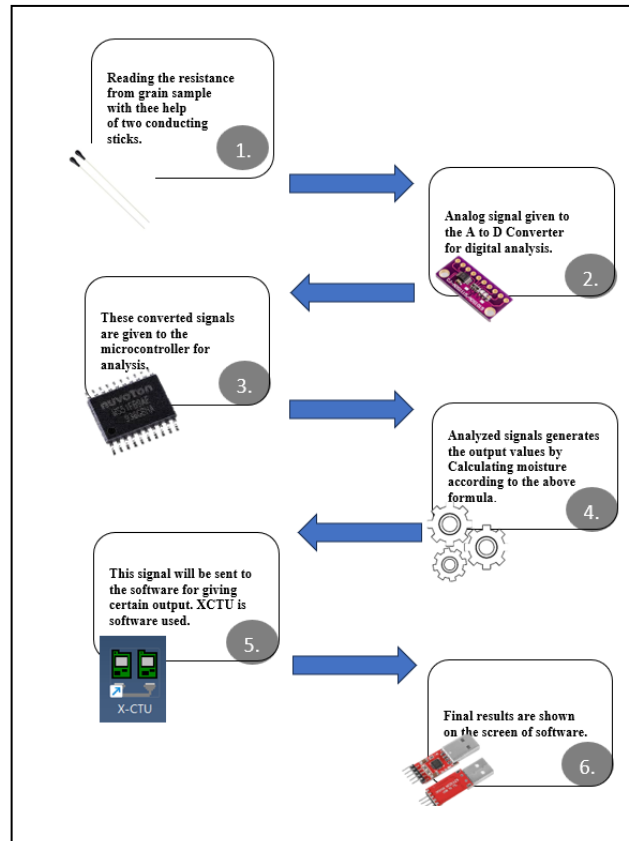 Reading the resistance
from grain sample
with thee help
of two conducting
sticks.
1.
Analog signal given to
the A to D Converter
for digital analysis.
2.
These converted signals
are given to the
microcontroller for
analysis.
3.
nuvoTon
Analyzed signals generates
the output values by
Calculating moisture
according to the above
formula.
4.
This signal will be sent to
the software for giving
certain output. XCTU is
software used.
5.
X-CTU
Final results are shown
on the screen of software.
6.